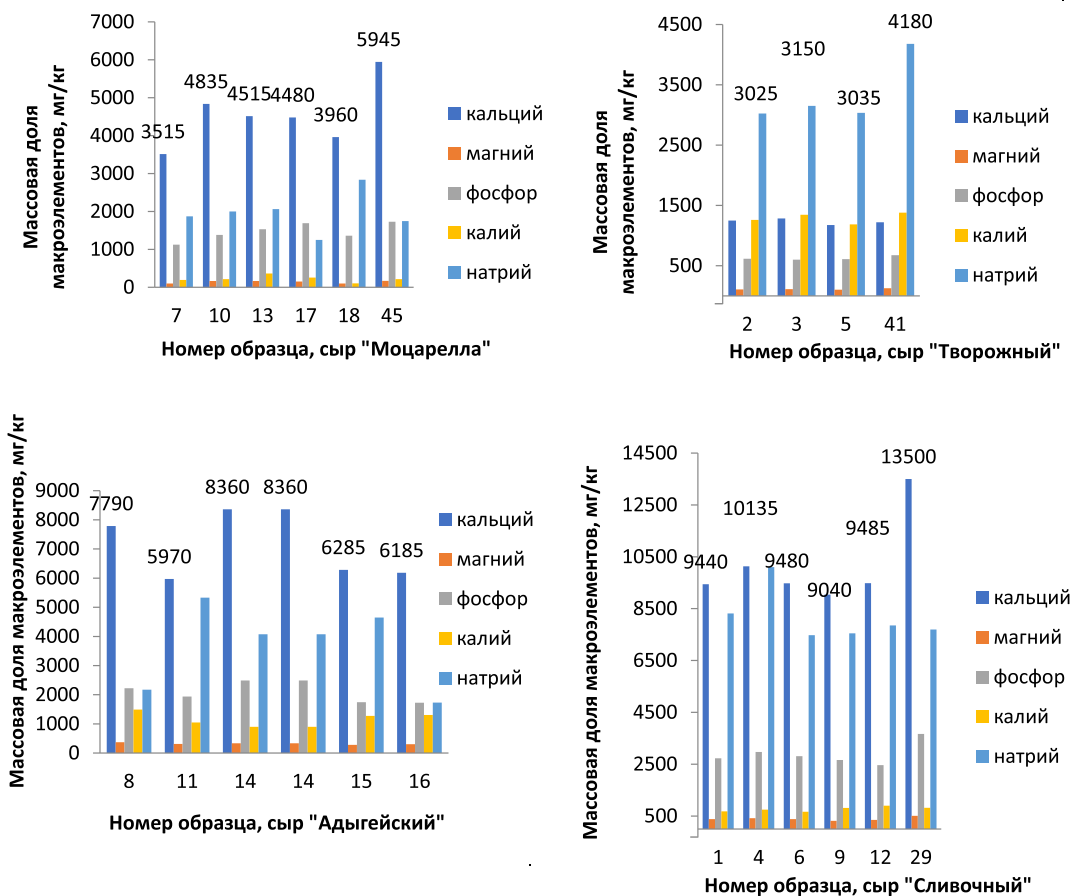 Массовая доля
макроэлементов, мг/кг
7000
6000
5000
4000
3000
2000
1000
0
3515
4835
4515
4480
3960
5945
кальций
магний
фосфор
калий
натрий
7 10 13 17 18 45
Номер образца, сыр "Моцарелла"
Массовая доля
макроэлементов, мг/кг
4500
3500
2500
1500
500
3025
3150
3035
4180
кальций
магний
фосфор
калий
натрий
2 3 5 41
Номер образца, сыр "Творожный"
Массовая доля макроэлементов, мг/кг
9000
8000
7000
6000
5000
4000
3000
2000
1000
0
7790
5970
8360
8360
6285
6185
кальций
магний
фосфор
калий
натрий
8 11 14 14 15 16
Номер образца, сыр "Адыгейский"
Массовая доля макроэлементов, мг/кг
14500
12500
10500
8500
6500
4500
2500
500
9440
10135
9480
9040
9485
13500
кальций
магний
фосфор
калий
натрий
1 4 6 9 12 29
Номер образца, сыр "Сливочный"